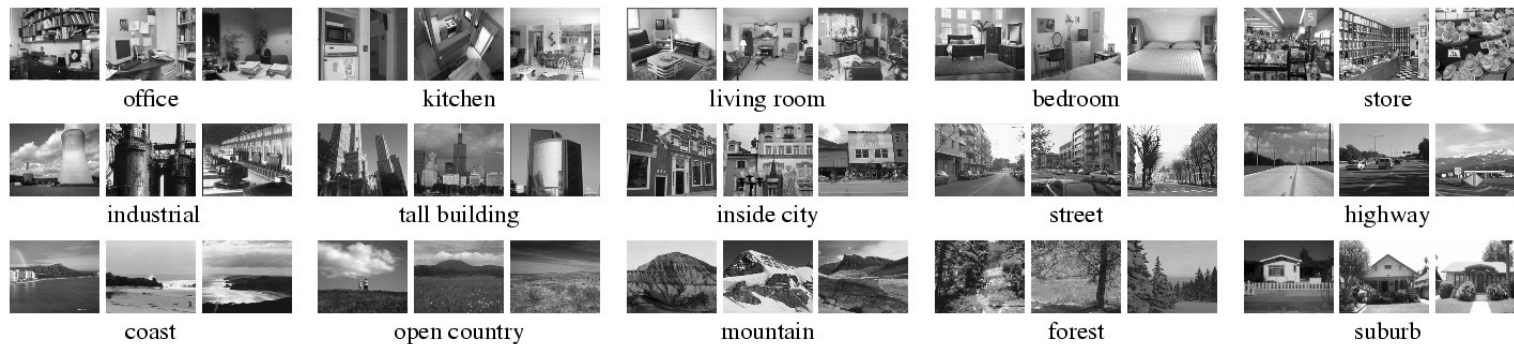 office kitchen living room bedroom store
5
industrial tall building inside city street highway
coast open country mountain forest suburb